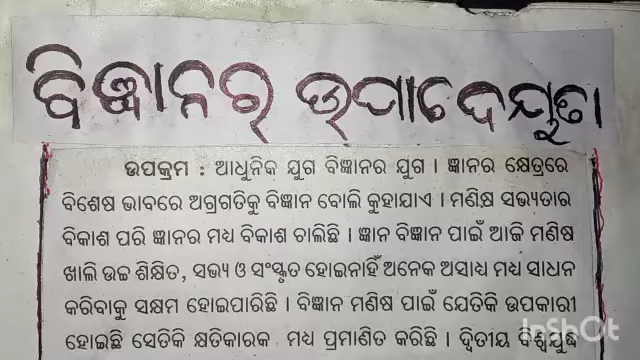 ବିଜ୍ଞାନର ଉପାଦେୟତା
ଉପକ୍ରମ : ଆଧୁନିକ ଯୁଗ ବିଜ୍ଞାନର ଯୁଗ । ଜ୍ଞାନର କ୍ଷେତ୍ରରେ
ବିଶେଷ ଭାବରେ ଅଗ୍ରଗତିକୁ ବିଜ୍ଞାନ ବୋଲି କୁହାଯାଏ । ମଣିଷ ସଭ୍ୟତାର
ବିକାଶ ପରି ଜ୍ଞାନର ମଧ୍ୟ ବିକାଶ ଚାଲିଛି । ଜ୍ଞାନ ବିଜ୍ଞାନ ପାଇଁ ଆଜି ମଣିଷ
ଖାଲି ଉଚ୍ଚ ଶିକ୍ଷିତ, ସଭ୍ୟ ଓ ସଂସ୍କୃତ ହୋଇନାହିଁ ଅନେକ ଅସାଧ୍ୟ ମଧ୍ୟ ସାଧନ
କରିବାକୁ ସକ୍ଷମ ହୋଇପାରିଛି । ବିଜ୍ଞାନ ମଣିଷ ପାଇଁ ଯେତିକି ଉପକାରୀ
ହୋଇଛି ସେତିକି କ୍ଷତିକାରକ ମଧ୍ୟ ପ୍ରମାଣିତ କରିଛି । ଦ୍ୱିତୀୟ ବିଶ୍ୱଯୁଦ୍ଧ
InShOt